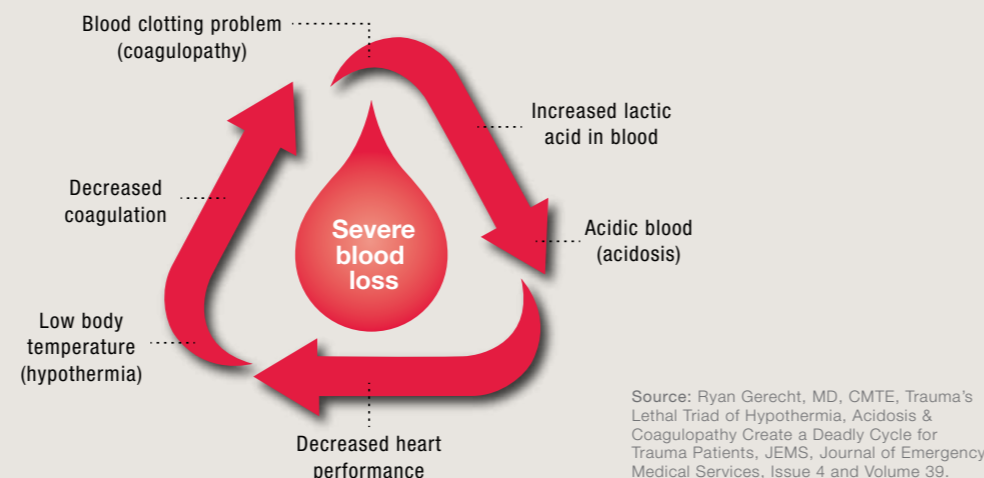 Blood clotting problem
(coagulopathy)
Increased lactic
acid in blood
Decreased
coagulation
Severe
blood
loss
Acidic blood
(acidosis)
Low body
temperature
(hypothermia)
Decreased heart
performance
Source: Ryan Gerecht, MD, CMTE, Trauma's
Lethal Triad of Hypothermia, Acidosis &
Coagulopathy Create a Deadly Cycle for
Trauma Patients, JEMS, Journal of Emergency
Medical Services, Issue 4 and Volume 39.